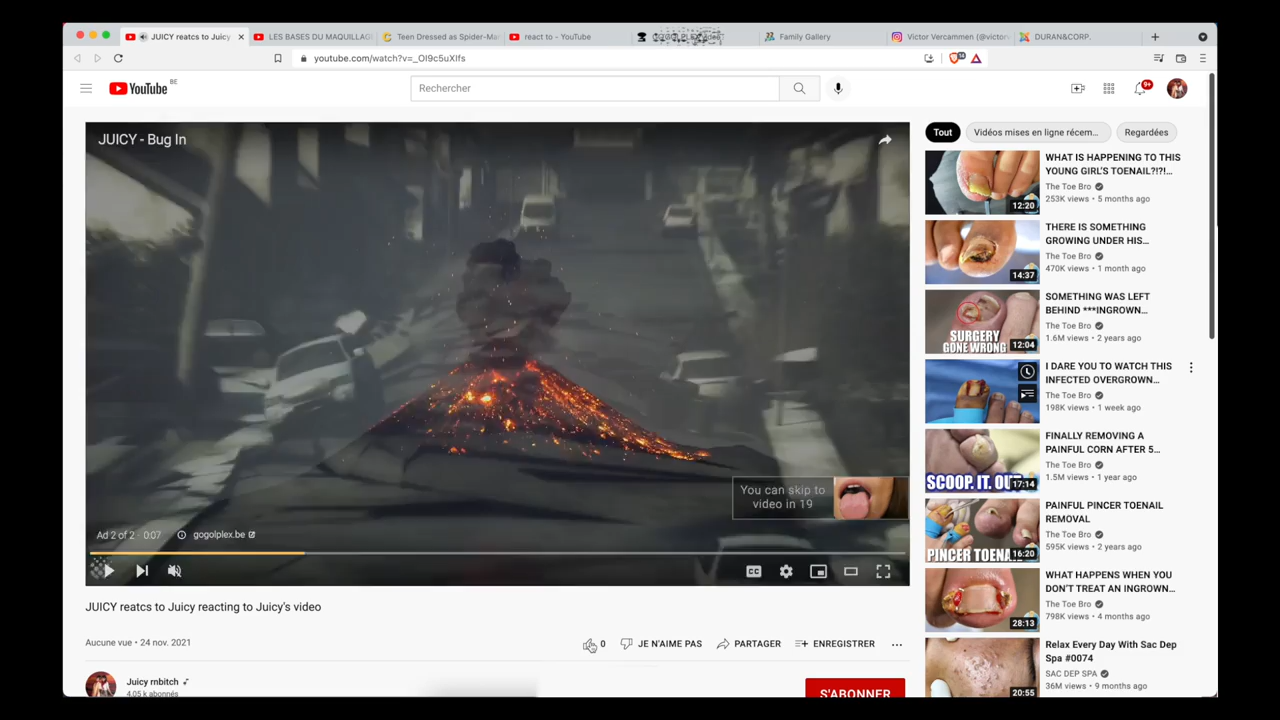 JUICY reatcs to Juicy
LES BASES DU MAQUILLAG
Teen Dressed as Spider-Man
react to - YouTube
Family Gallery
Victor Vercammen (@victorv
DURAN&CORP.
youtube.com/watch?v=_OI9c5uXIfs
14
YouTube BE
Rechercher
9+
JUICY - Bug In
You can skip to
video in 19
Ad 2 of 2 · 0:07
gogolplex.be
CC
JUICY reatcs to Juicy reacting to Juicy's video
Aucune vue • 24 nov. 2021
0
JE N'AIME PAS
PARTAGER
ENREGISTRER
Juicy rnbitch
4.05 k abonnés
S'ABONNER
Tout
Vidéos mises en ligne récem...
Regardées
12:20
WHAT IS HAPPENING TO THIS
YOUNG GIRL'S TOENAIL?!?!...
The Toe Bro
253K views • 5 months ago
14:37
THERE IS SOMETHING
GROWING UNDER HIS...
The Toe Bro
470K views • 1 month ago
SURGERY
GONE WRONG
12:04
SOMETHING WAS LEFT
BEHIND ***INGROWN...
The Toe Bro
1.6M views • 2 years ago
I DARE YOU TO WATCH THIS
INFECTED OVERGROWN...
The Toe Bro
198K views • 1 week ago
SCOOP. IT. OUT
17:14
FINALLY REMOVING A
PAINFUL CORN AFTER 5...
The Toe Bro
1.5M views • 1 year ago
PINCER TOENA
16:20
PAINFUL PINCER TOENAIL
REMOVAL
The Toe Bro
595K views • 2 years ago
28:13
WHAT HAPPENS WHEN YOU
DON'T TREAT AN INGROWN...
The Toe Bro
798K views • 4 months ago
20:55
Relax Every Day With Sac Dep
Spa #0074
SAC DEP SPA
36M views • 9 months ago